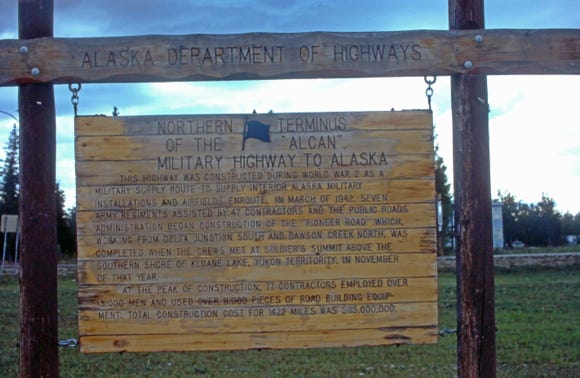 ALASKA DEPARTMENT OF HIGHWAYS
NORTHERN TERMINUS
OF THE "ALCAN"
MILITARY HIGHWAY TO ALASKA
THIS HIGHWAY WAS CONSTRUCTED DURING WORLD WAR 2 AS A
MILITARY SUPPLY ROUTE TO SUPPLY INTERIOR ALASKA MILITARY
INSTALLATIONS AND AIRFIELDS ENROUTE, IN MARCH OF 1942, SEVEN
ARMY REGIMENTS ASSISTED BY 47 CONTRACTORS AND THE PUBLIC ROADS
ADMINISTRATION BEGAN CONSTRUCTION OF THE "PIONEER ROAD" WHICH,
WORKING FROM DELTA JUNCTION SOUTH AND DAWSON CREEK NORTH, WAS
COMPLETED WHEN THE CREWS MET AT SOLDIER'S SUMMIT ABOVE THE
SOUTHERN SHORE OF KLUANE LAKE, YUKON TERRITORY, IN NOVEMBER
OF THAT YEAR.
AT THE PEAK OF CONSTRUCTION, 77 CONTRACTORS EMPLOYED OVER
15,000 MEN AND USED OVER 11,000 PIECES OF ROAD BUILDING EQUIP-
MENT. TOTAL CONSTRUCTION COST FOR 1422 MILES WAS $115,000,000.